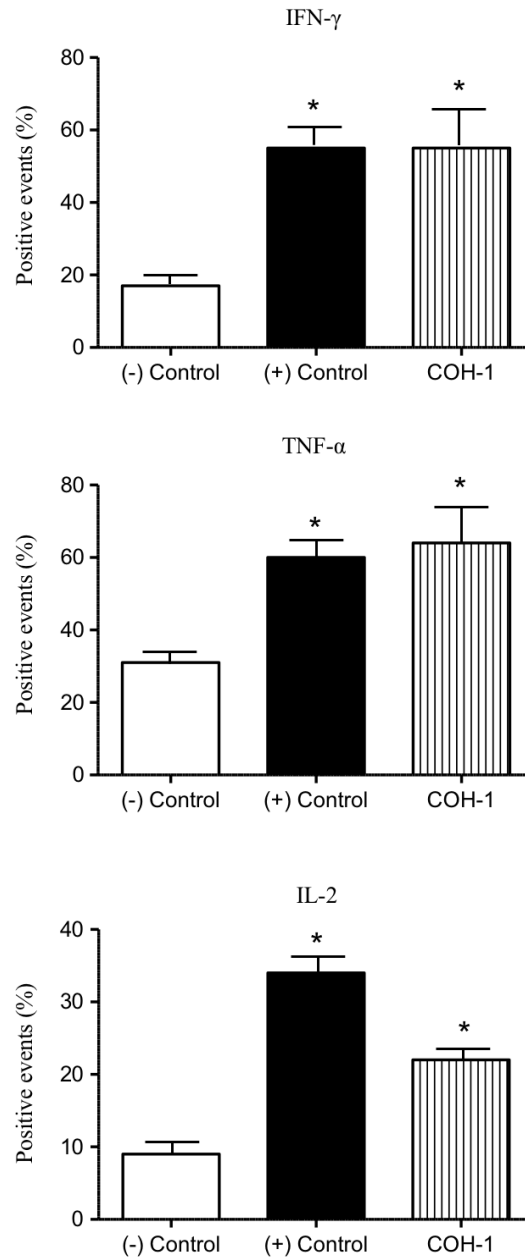 IFN-γ
80
60
40
20
0
Positive events (%)
*
*
(-) Control
(+) Control
COH-1
TNF-α
80
60
40
20
0
Positive events (%)
*
*
(-) Control
(+) Control
COH-1
IL-2
40
30
20
10
0
Positive events (%)
*
*
(-) Control
(+) Control
COH-1